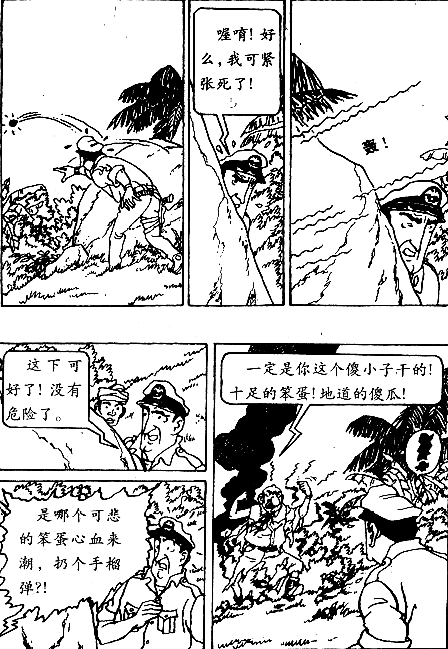 喔唷！好
么，我可紧
张死了！
轰！
这下可
好了！没有
危险了。
一定是你这个傻小子干的！
十足的笨蛋！地道的傻瓜！
是哪个可悲
的笨蛋心血来
潮，扔个手榴
弹？！